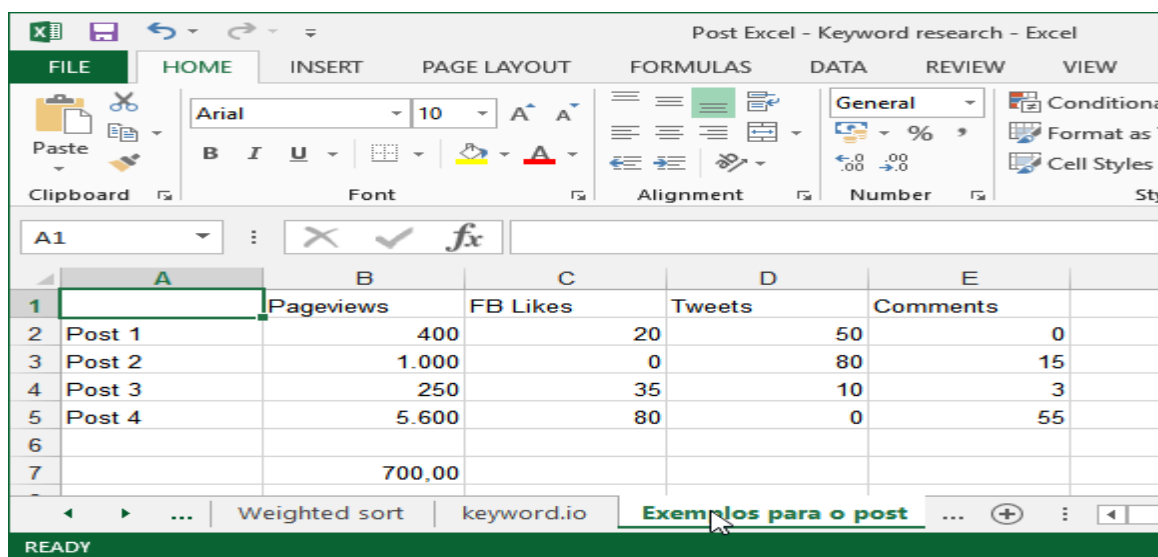 Post Excel - Keyword research - Excel
FILE HOME INSERT PAGE LAYOUT FORMULAS DATA REVIEW VIEW
Arial 10 General Conditiona
Paste B I U A % Format as
Cell Styles
Clipboard Font Alignment Number Sty
A1 fx
A B C D E
1 Pageviews FB Likes Tweets Comments
2 Post 1 400 20 50 0
3 Post 2 1.000 0 80 15
4 Post 3 250 35 10 3
5 Post 4 5.600 80 0 55
6
7 700,00
... Weighted sort keyword.io Exemplos para o post ...
READY